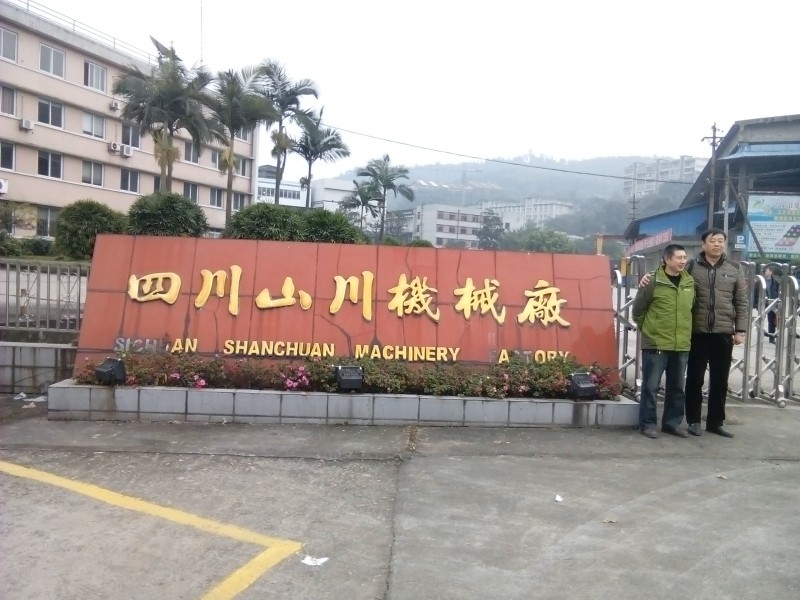 四川山川機械廠
SICHUAN SHANCHUAN MACHINERY FACTORY
P